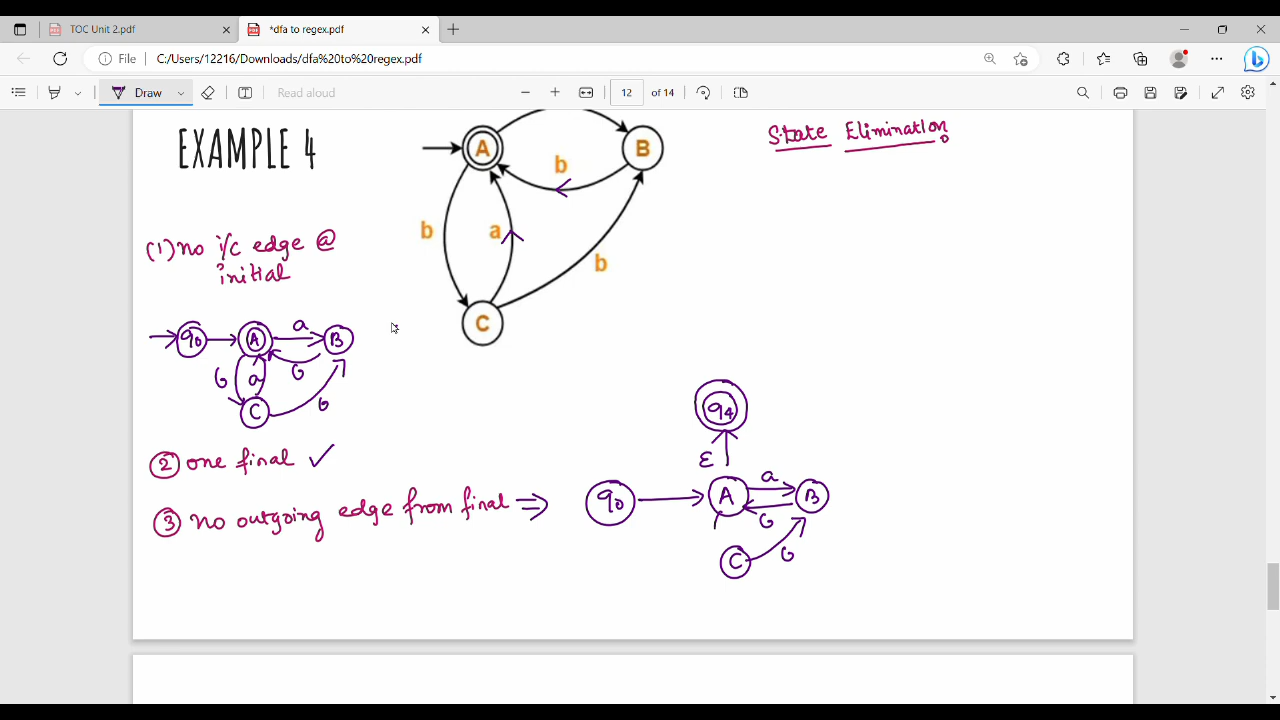 TOC Unit 2.pdf
*dfa to regex.pdf
File
C:/Users/12216/Downloads/dfa%20to%20regex.pdf
Draw
Read aloud
12
of 14
EXAMPLE 4
State Elimination
A
B
b
b
a
b
C
(1) no i/c edge @
initial
q0
A
a
B
b
b
a
b
C
② one final ✓
③ no outgoing edge from final ⇒
q4
ε
q0
A
a
B
b
C
b